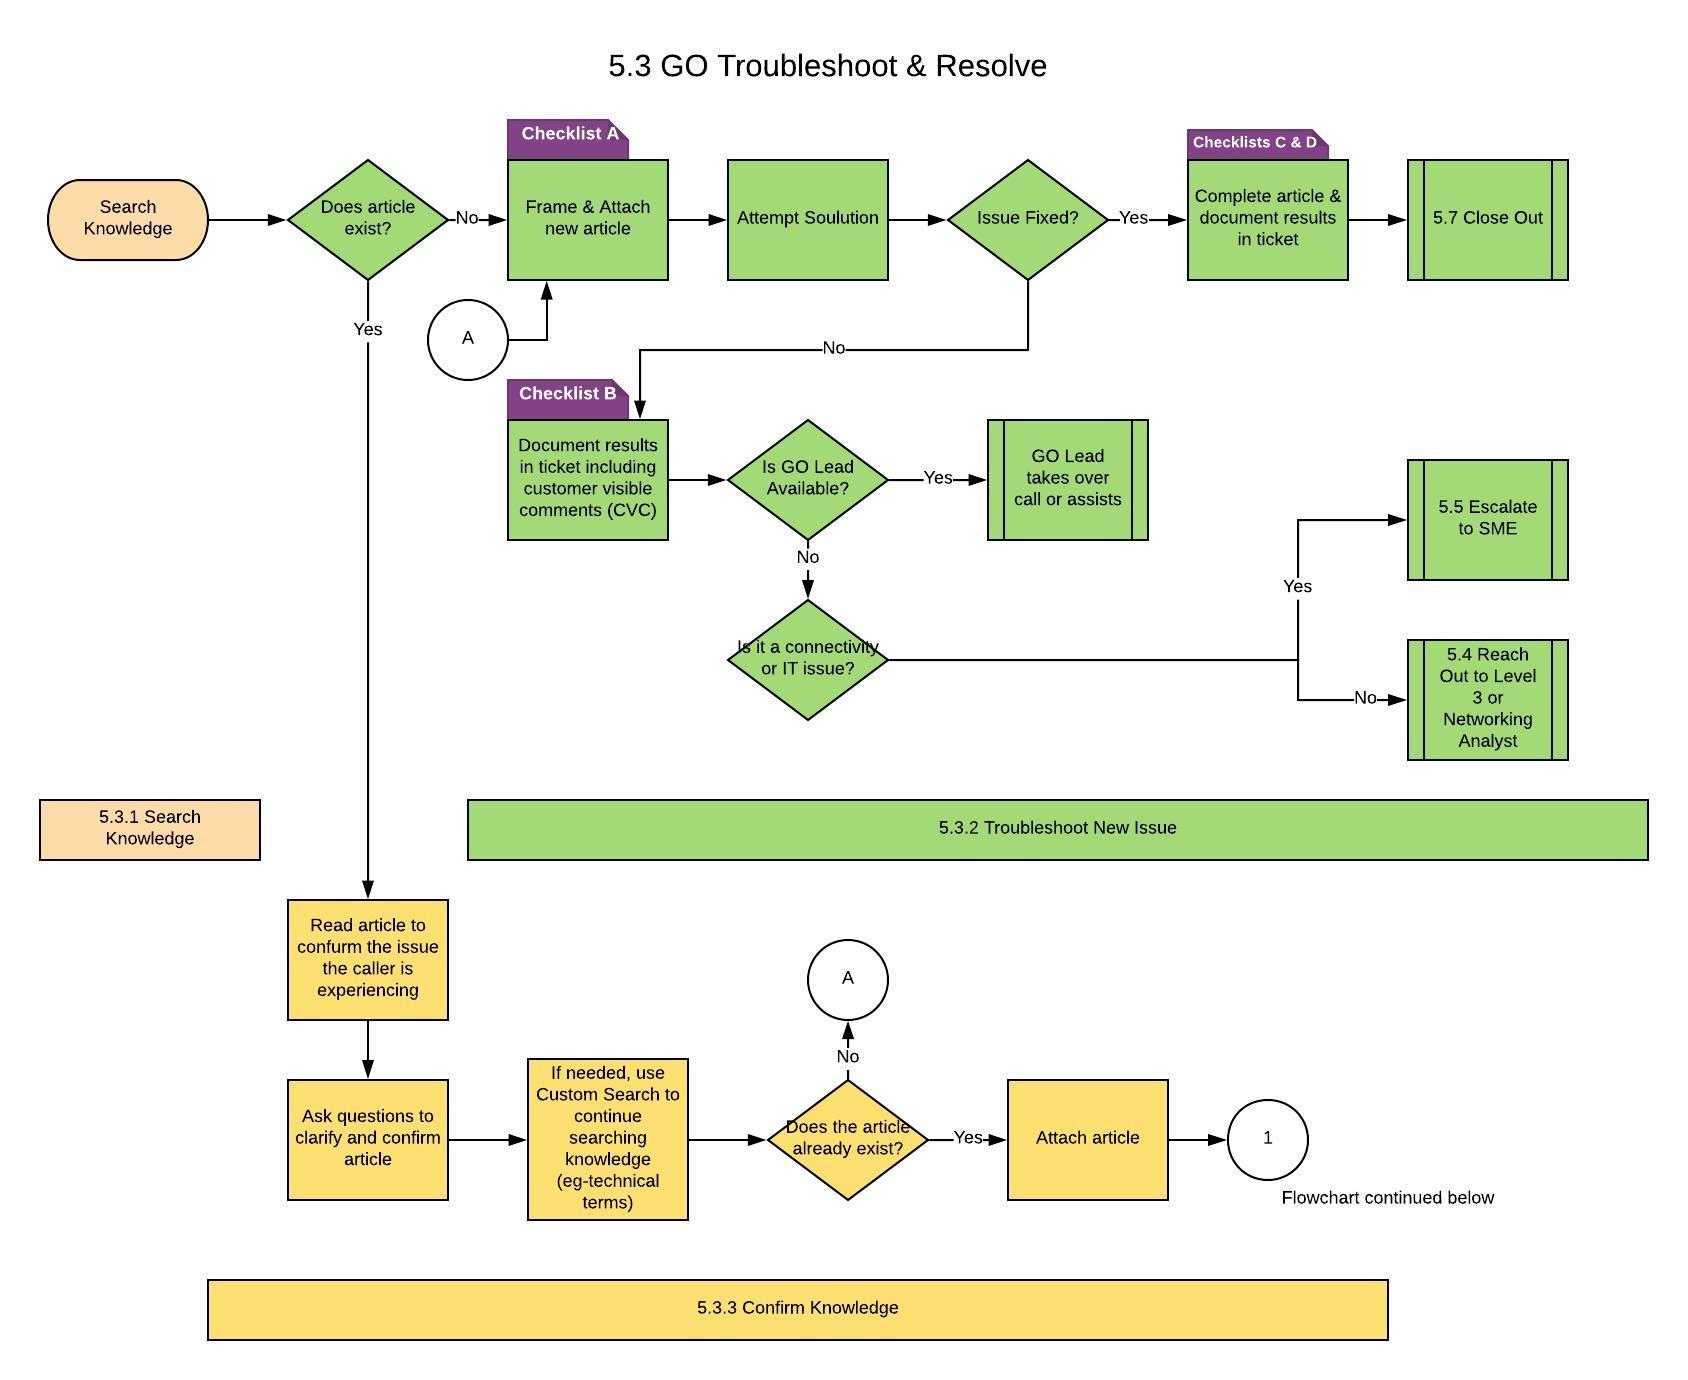 5.3 GO Troubleshoot & Resolve
Checklist A
Checklists C & D
Search
Knowledge
Does article
exist?
No
Frame & Attach
new article
Attempt Soulution
Issue Fixed?
Yes
Complete article &
document results
in ticket
5.7 Close Out
Yes
A
No
Checklist B
Document results
in ticket including
customer visible
comments (CVC)
Is GO Lead
Available?
Yes
GO Lead
takes over
call or assists
5.5 Escalate
to SME
No
Yes
Is it a connectivity
or IT issue?
No
5.4 Reach
Out to Level
3 or
Networking
Analyst
5.3.1 Search
Knowledge
5.3.2 Troubleshoot New Issue
Read article to
confurm the issue
the caller is
experiencing
A
No
Ask questions to
clarify and confirm
article
If needed, use
Custom Search to
continue
searching
knowledge
(eg-technical
terms)
Does the article
already exist?
Yes
Attach article
1
Flowchart continued below
5.3.3 Confirm Knowledge